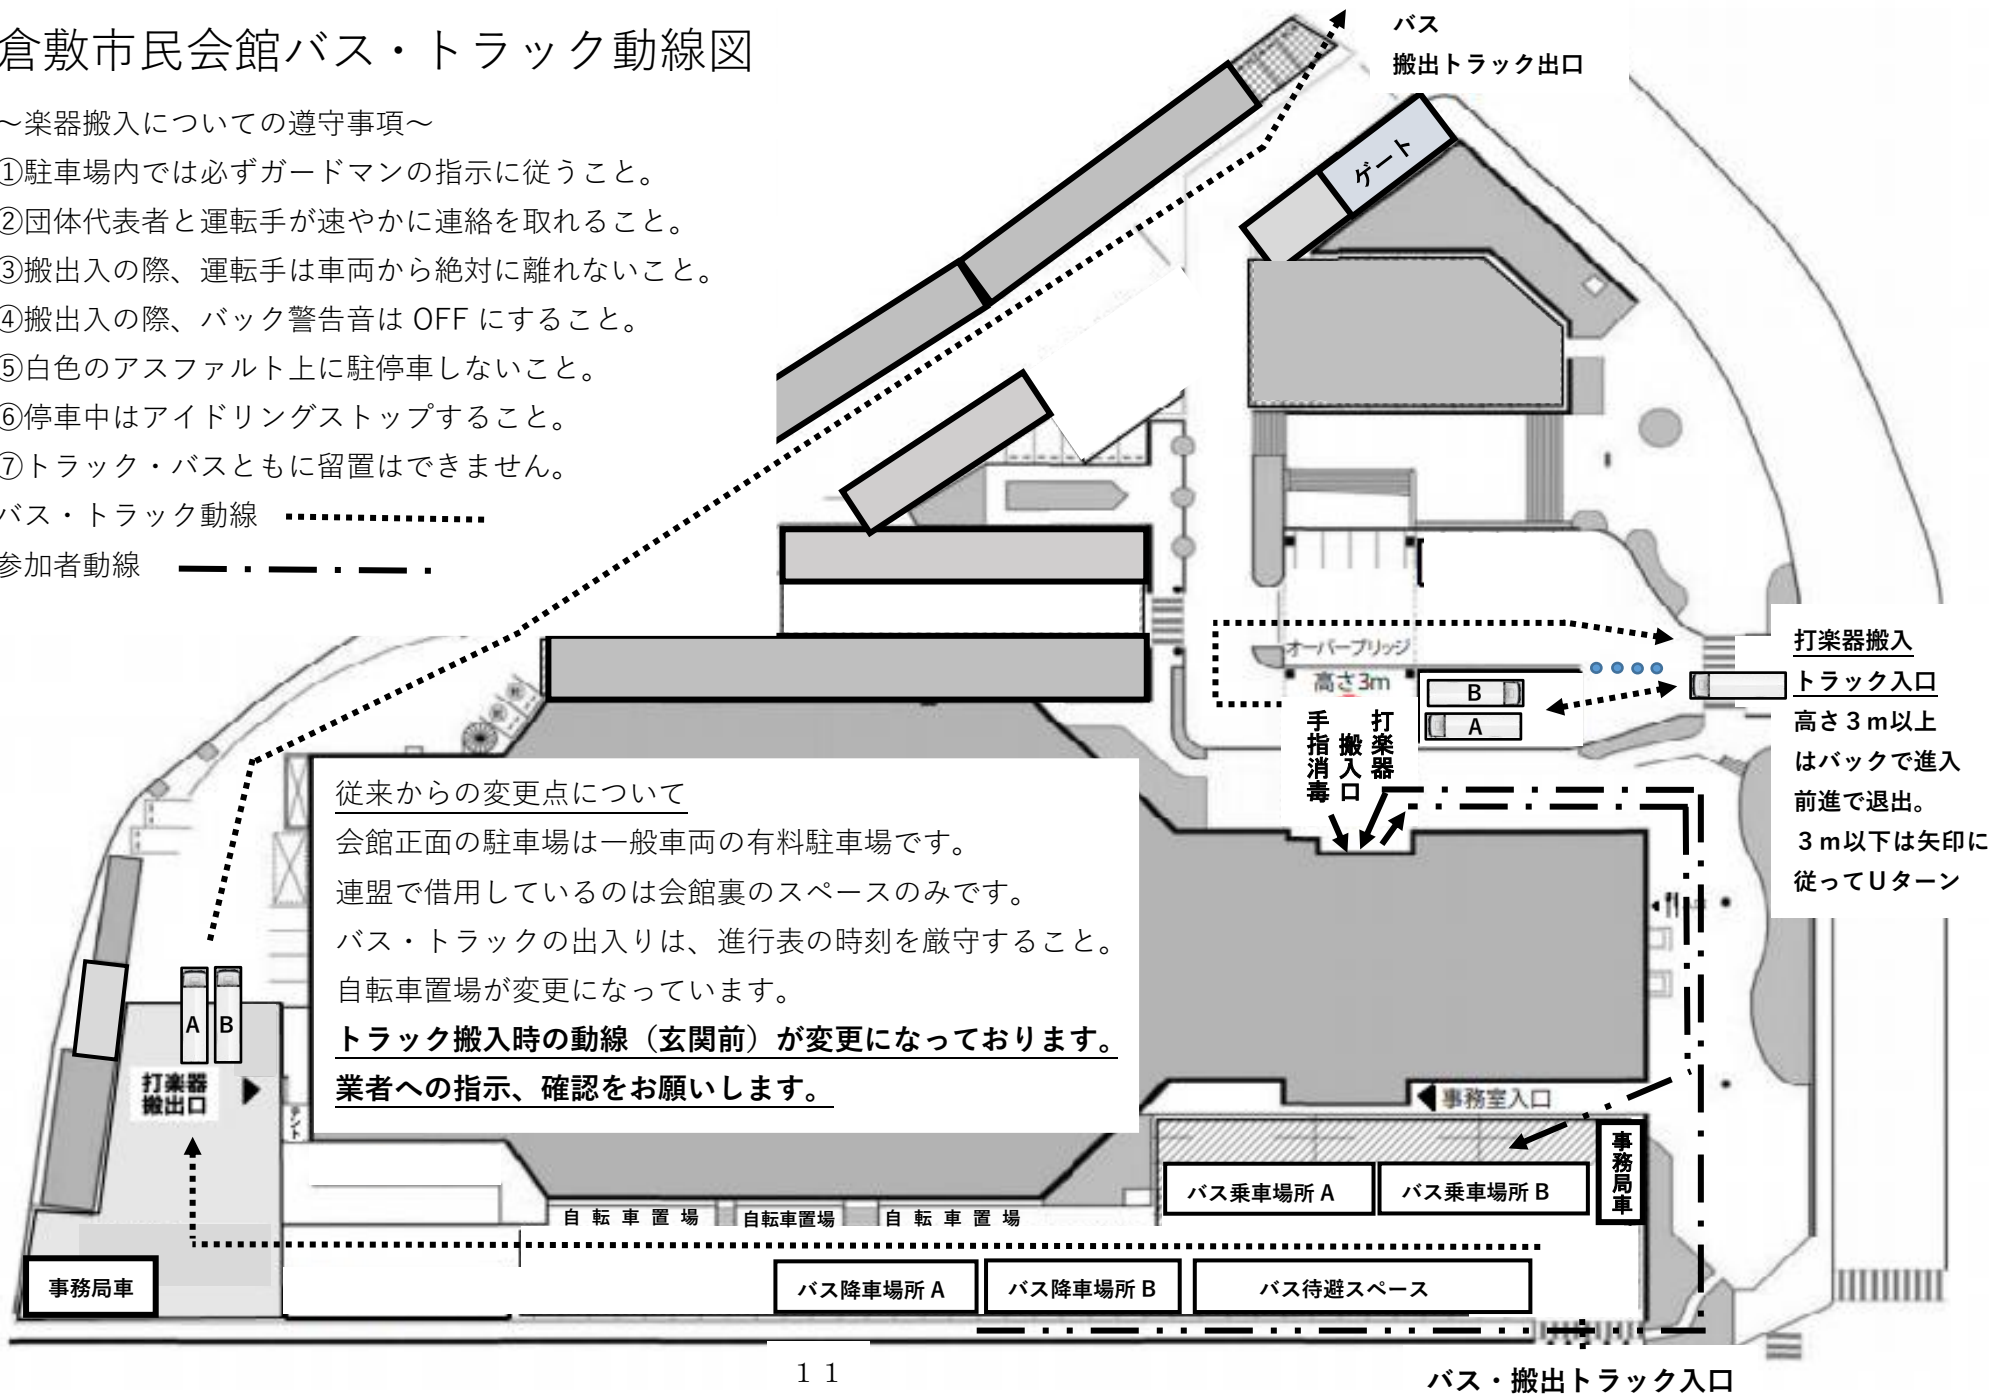 倉敷市民会館バス・トラック動線図
～楽器搬入についての遵守事項～
①駐車場内では必ずガードマンの指示に従うこと。
②団体代表者と運転手が速やかに連絡を取れること。
③搬出入の際、運転手は車両から絶対に離れないこと。
④搬出入の際、バック警告音は OFF にすること。
⑤白色のアスファルト上に駐停車しないこと。
⑥停車中はアイドリングストップすること。
⑦トラック・バスともに留置はできません。
バス・トラック動線
参加者動線
バス
搬出トラック出口
ゲート
オーバーブリッジ
高さ3m
B
A
打楽器搬入
トラック入口
高さ３ｍ以上
はバックで進入
前進で退出。
３ｍ以下は矢印に
従ってＵターン
打楽器
搬入口
手指消毒
従来からの変更点について
会館正面の駐車場は一般車両の有料駐車場です。
連盟で借用しているのは会館裏のスペースのみです。
バス・トラックの出入りは、進行表の時刻を厳守すること。
自転車置場が変更になっています。
トラック搬入時の動線（玄関前）が変更になっております。
業者への指示、確認をお願いします。
A
B
打楽器
搬出口
テント
事務室入口
事務局車
バス乗車場所 A
バス乗車場所 B
自転車置場
自転車置場
自転車置場
事務局車
バス降車場所 A
バス降車場所 B
バス待避スペース
１１
バス・搬出トラック入口